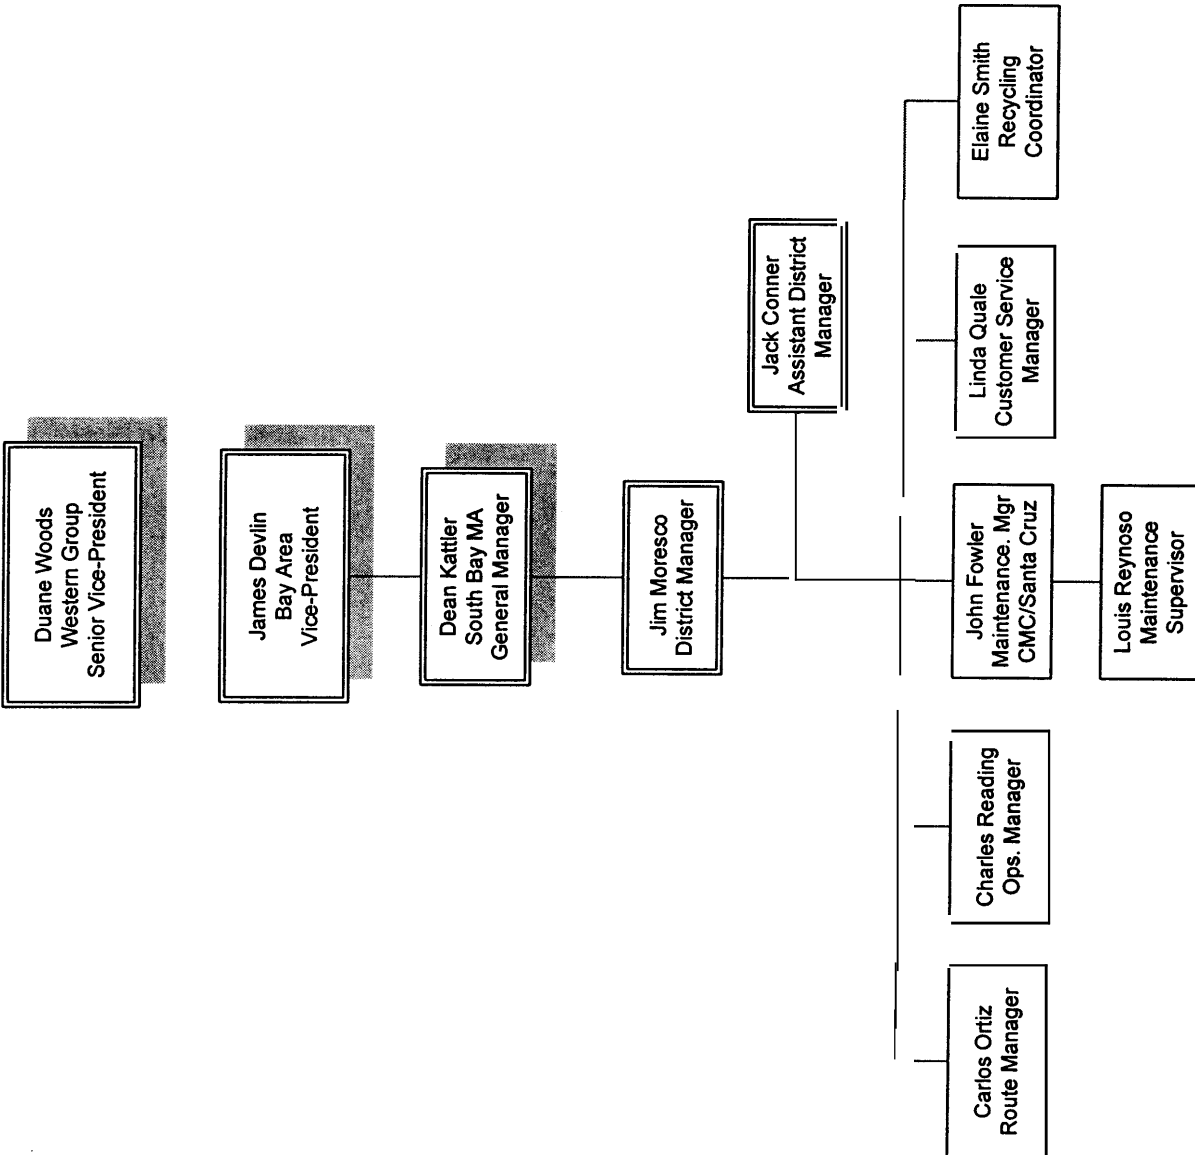 Duane Woods
Western Group
Senior Vice-President
James Devlin
Bay Area
Vice-President
Dean Kattler
South Bay MA
General Manager
Jim Moresco
District Manager
Jack Conner
Assistant District
Manager
Carlos Ortiz
Route Manager
Charles Reading
Ops. Manager
John Fowler
Maintenance. Mgr
CMC/Santa Cruz
Linda Quale
Customer Service
Manager
Elaine Smith
Recycling
Coordinator
Louis Reynoso
Maintenance
Supervisor